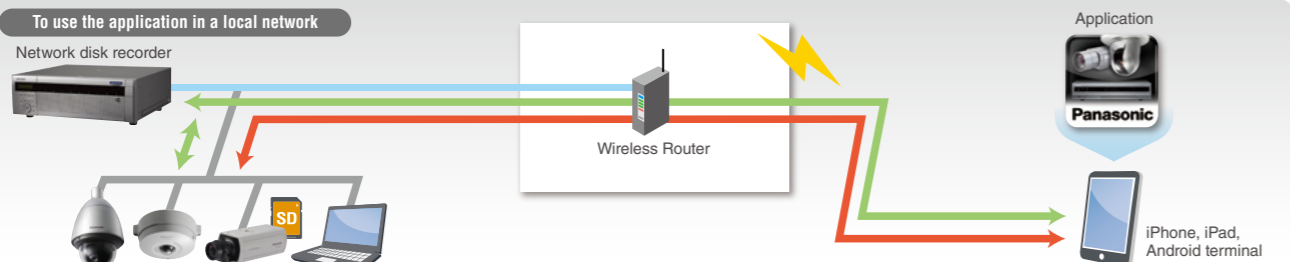 To use the application in a local network
Network disk recorder
Application
Panasonic
Wireless Router
SD
iPhone, iPad,
Android terminal